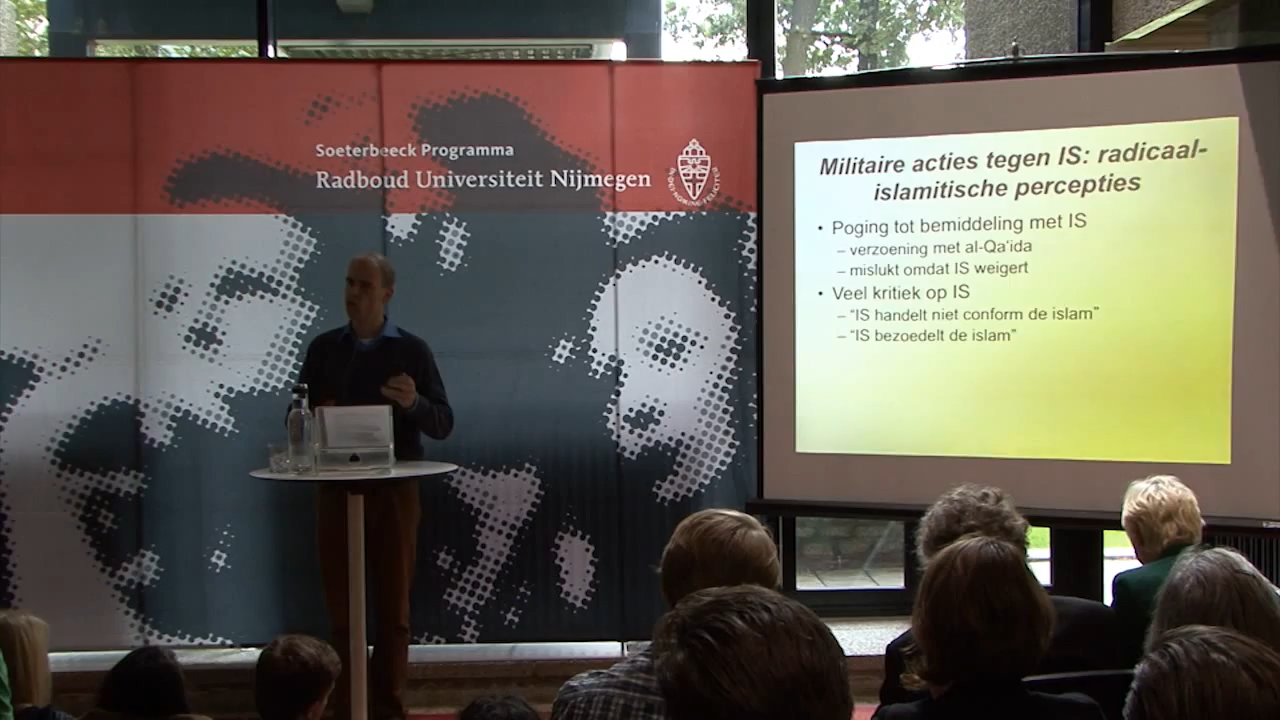 Soeterbeeck Programma
Radboud Universiteit Nijmegen
Militaire acties tegen IS: radicaal-
islamitische percepties
• Poging tot bemiddeling met IS
– verzoening met al-Qa‘ida
– mislukt omdat IS weigert
• Veel kritiek op IS
– “IS handelt niet conform de islam”
– “IS bezoedelt de islam”